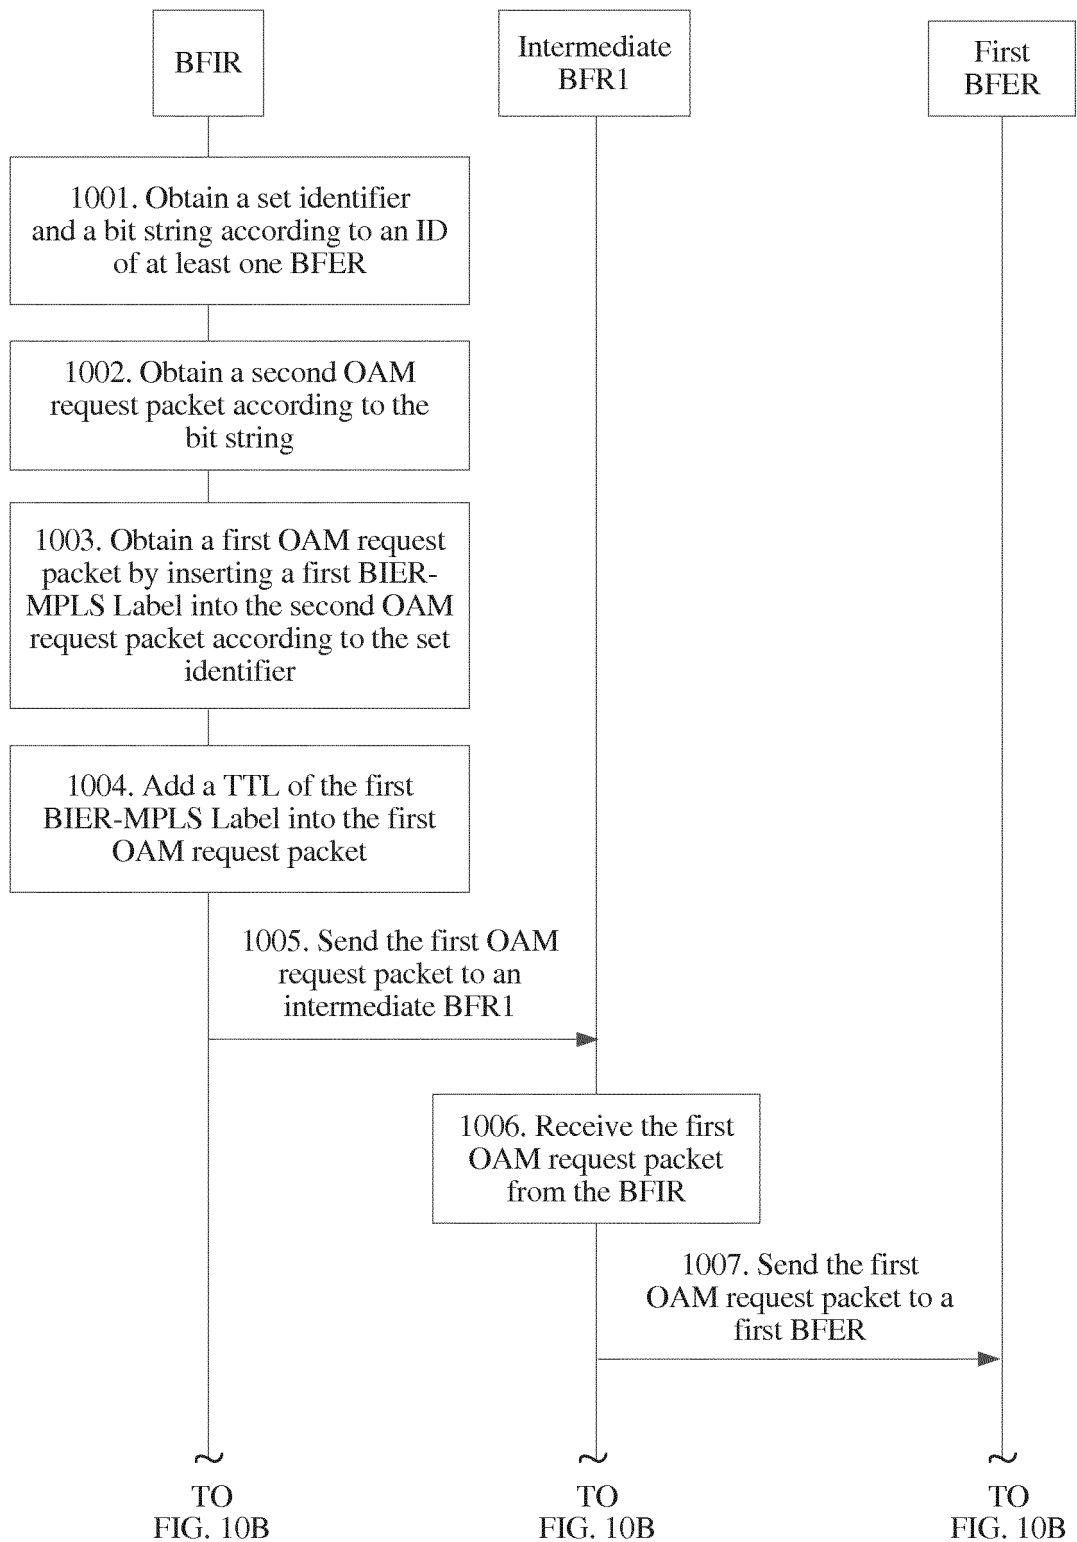 BFIR
Intermediate
BFR1
First
BFER
1001. Obtain a set identifier
and a bit string according to an ID
of at least one BFER
1002. Obtain a second OAM
request packet according to the
bit string
1003. Obtain a first OAM request
packet by inserting a first BIER-
MPLS Label into the second OAM
request packet according to the set
identifier
1004. Add a TTL of the first
BIER-MPLS Label into the first
OAM request packet
1005. Send the first OAM
request packet to an
intermediate BFR1
1006. Receive the first
OAM request packet
from the BFIR
1007. Send the first
OAM request packet to a
first BFER
TO
FIG. 10B
TO
FIG. 10B
TO
FIG. 10B